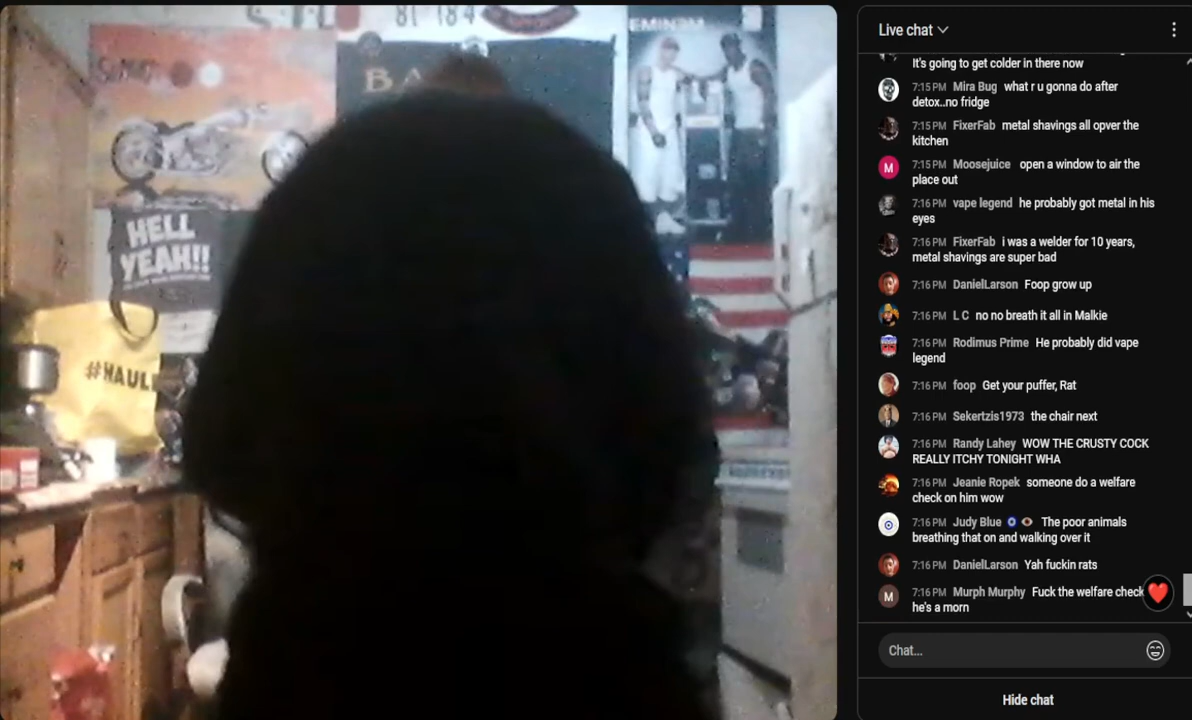 81 184
EMINEM
SUMO
BA
HELL
YEAH!!
#HAUL
Live chat
It's going to get colder in there now
7:15 PM Mira Bug what r u gonna do after
detox..no fridge
7:15 PM FixerFab metal shavings all opver the
kitchen
M
7:15 PM Moosejuice open a window to air the
place out
7:16 PM vape legend he probably got metal in his
eyes
7:16 PM FixerFab i was a welder for 10 years,
metal shavings are super bad
7:16 PM DanielLarson Foop grow up
7:16 PM L C no no breath it all in Malkie
7:16 PM Rodimus Prime He probably did vape
legend
7:16 PM foop Get your puffer, Rat
7:16 PM Sekertzis1973 the chair next
7:16 PM Randy Lahey WOW THE CRUSTY COCK
REALLY ITCHY TONIGHT WHA
7:16 PM Jeanie Ropek someone do a welfare
check on him wow
7:16 PM Judy Blue 🧿 👁 The poor animals
breathing that on and walking over it
7:16 PM DanielLarson Yah fuckin rats
M
7:16 PM Murph Murphy Fuck the welfare check
he's a morn
Chat...
Hide chat